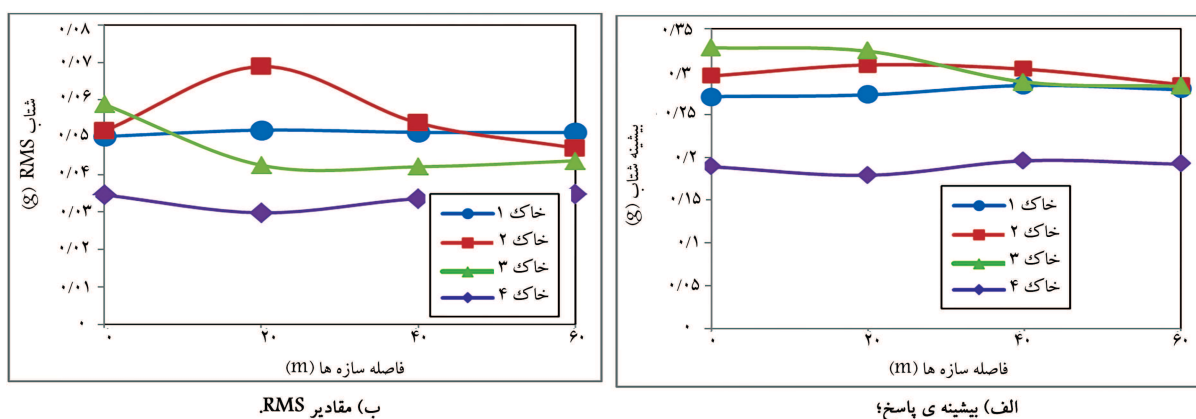 ۰/۳۵
۰/۳
۰/۲۵
۰/۲
۰/۱۵
۰/۱
۰/۰۵
۰
۰ ۲۰ ۴۰ ۶۰
بیشینه شتاب (g)
فاصله سازه ها (m)
خاک ۱
خاک ۲
خاک ۳
خاک ۴
الف) بیشینه ی پاسخ؛
۰/۰۸
۰/۰۷
۰/۰۶
۰/۰۵
۰/۰۴
۰/۰۳
۰/۰۲
۰/۰۱
۰
۰ ۲۰ ۴۰ ۶۰
شتاب RMS (g)
فاصله سازه ها (m)
خاک ۱
خاک ۲
خاک ۳
خاک ۴
ب) مقادیر RMS.